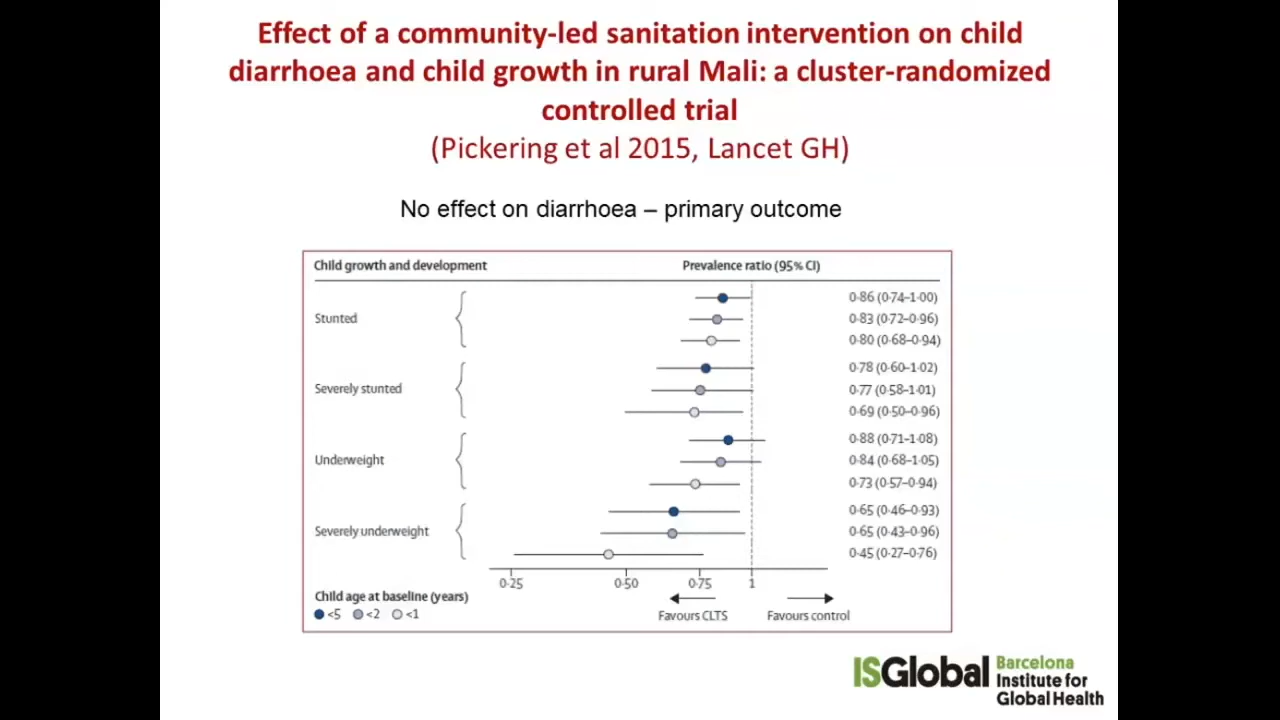 Effect of a community-led sanitation intervention on child
diarrhoea and child growth in rural Mali: a cluster-randomized
controlled trial
(Pickering et al 2015, Lancet GH)
No effect on diarrhoea – primary outcome
Child growth and development Prevalence ratio (95% CI)
0·86 (0·74–1·00)
Stunted 0·83 (0·72–0·96)
0·80 (0·68–0·94)
0·78 (0·60–1·02)
Severely stunted 0·77 (0·58–1·01)
0·69 (0·50–0·96)
0·88 (0·71–1·08)
Underweight 0·84 (0·68–1·05)
0·73 (0·57–0·94)
0·65 (0·46–0·93)
Severely underweight 0·65 (0·43–0·96)
0·45 (0·27–0·76)
0·25 0·50 0·75 1
Child age at baseline (years)
<5 <2 <1
Favours CLTS Favours control
ISGlobal Barcelona
Institute for
Global Health